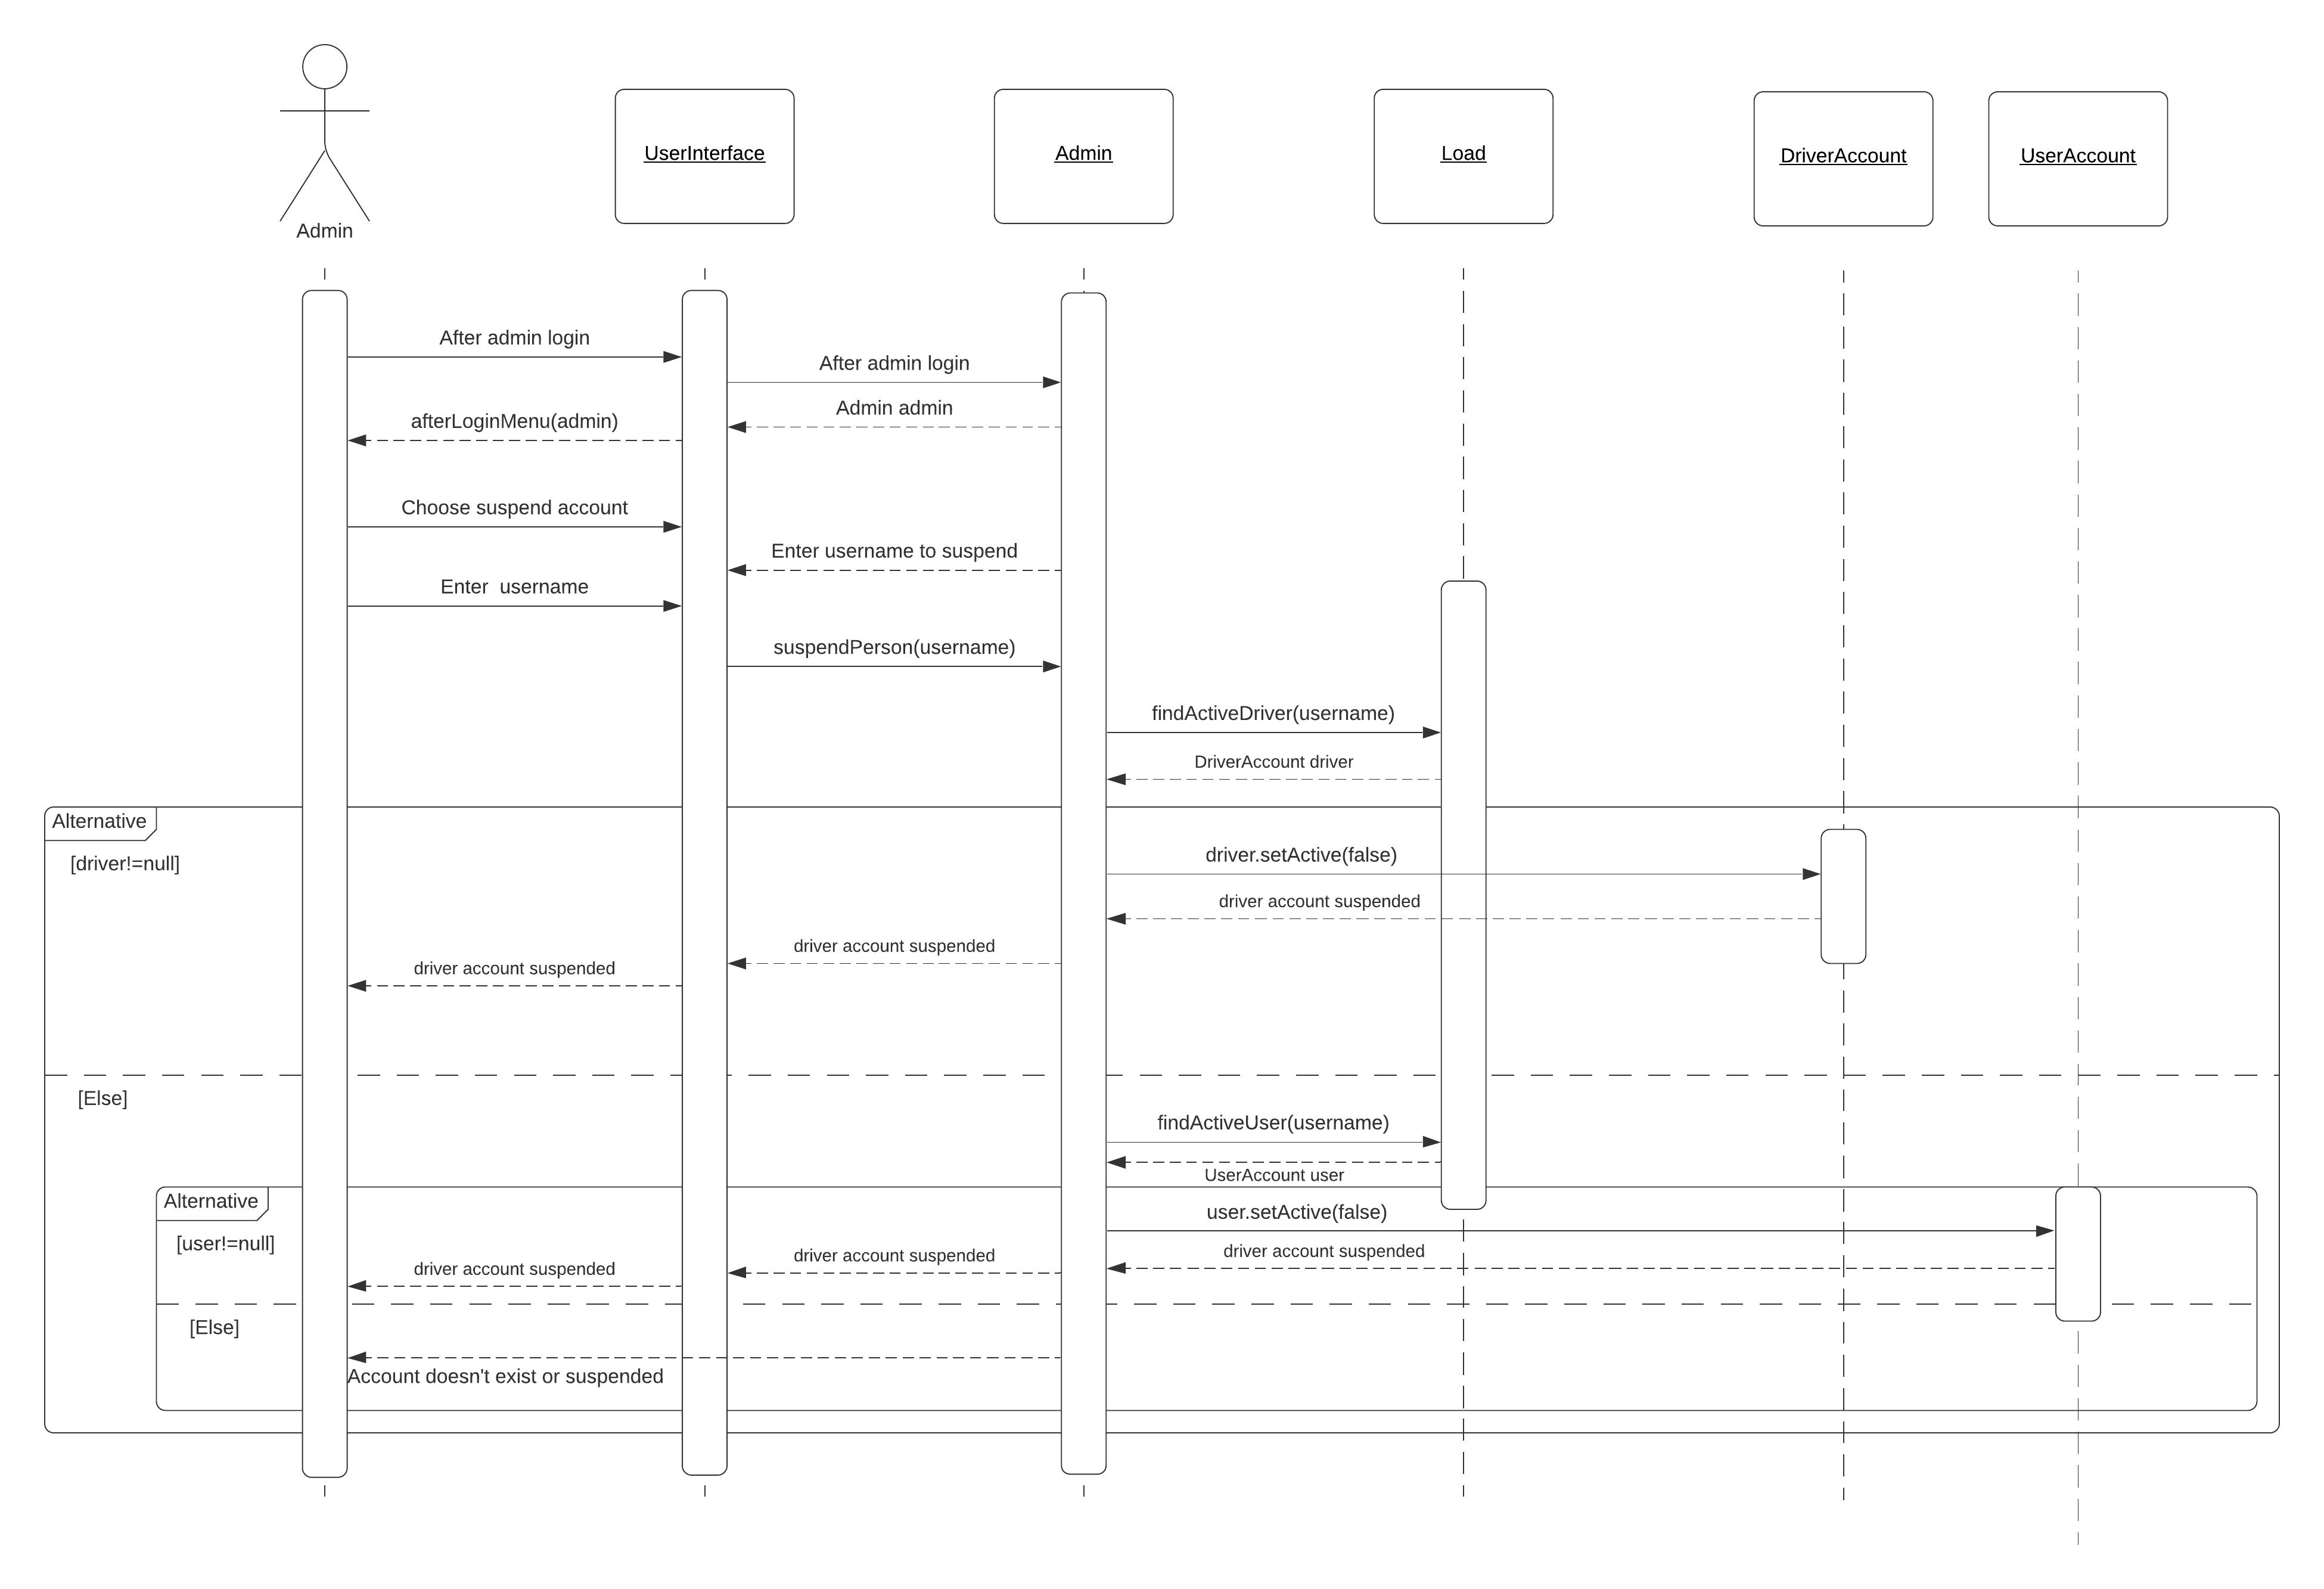 Admin
UserInterface
Admin
Load
DriverAccount
UserAccount
After admin login
After admin login
Admin admin
afterLoginMenu(admin)
Choose suspend account
Enter username to suspend
Enter  username
suspendPerson(username)
findActiveDriver(username)
DriverAccount driver
Alternative
[driver!=null]
driver.setActive(false)
driver account suspended
driver account suspended
driver account suspended
[Else]
findActiveUser(username)
UserAccount user
Alternative
user.setActive(false)
[user!=null]
driver account suspended
driver account suspended
driver account suspended
[Else]
Account doesn't exist or suspended